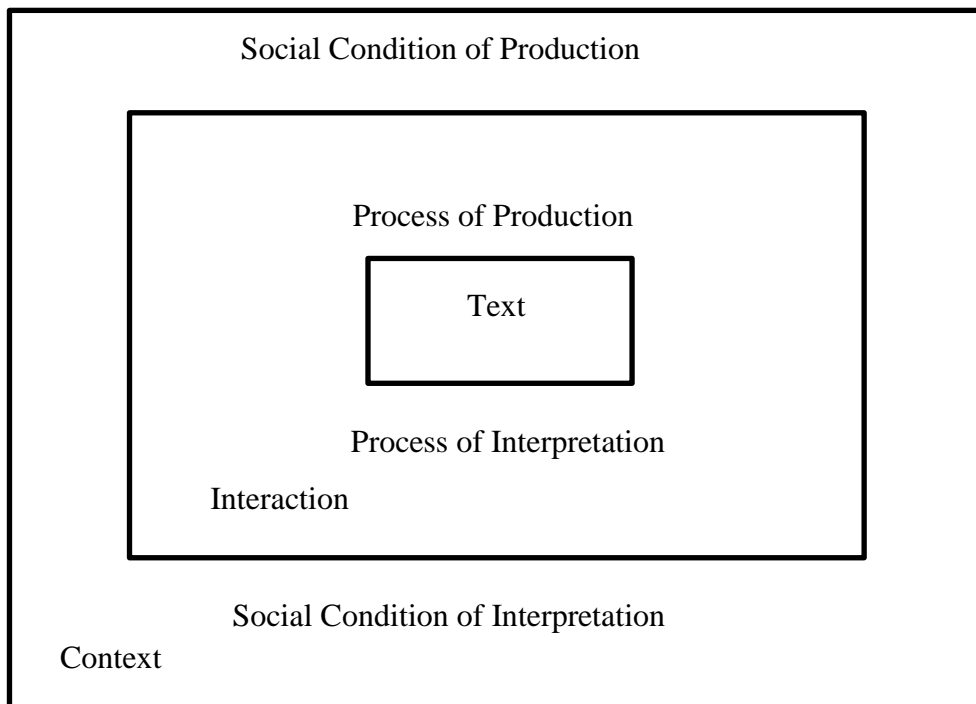 Social Condition of Production
Process of Production
Text
Process of Interpretation
Interaction
Social Condition of Interpretation
Context